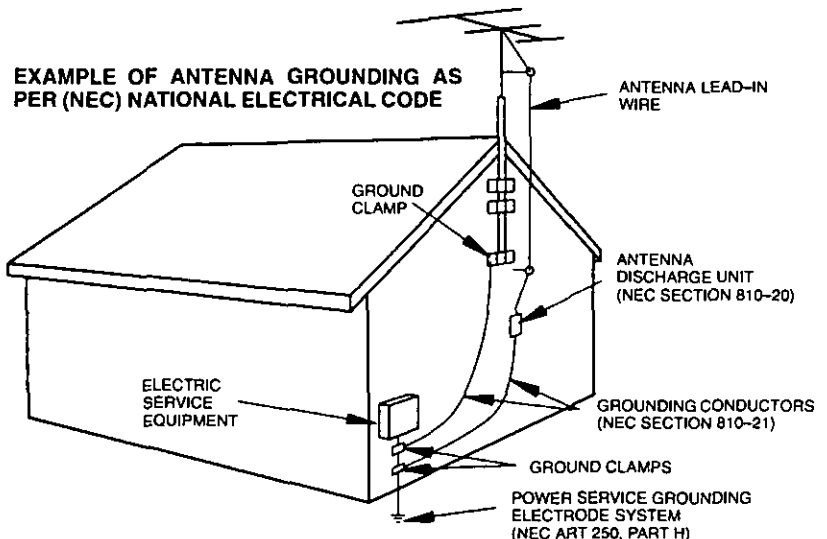 EXAMPLE OF ANTENNA GROUNDING AS
PER (NEC) NATIONAL ELECTRICAL CODE
ANTENNA LEAD–IN
WIRE
GROUND
CLAMP
ANTENNA
DISCHARGE UNIT
(NEC SECTION 810–20)
ELECTRIC
SERVICE
EQUIPMENT
GROUNDING CONDUCTORS
(NEC SECTION 810–21)
GROUND CLAMPS
POWER SERVICE GROUNDING
ELECTRODE SYSTEM
(NEC ART 250, PART H)